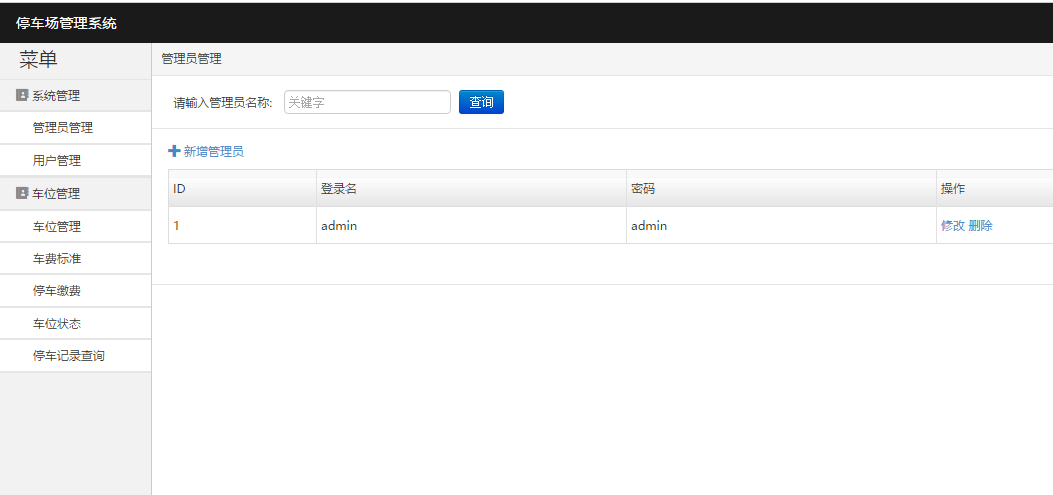 停车场管理系统
菜单
系统管理
管理员管理
用户管理
车位管理
车位管理
车费标准
停车缴费
车位状态
停车记录查询
管理员管理
请输入管理员名称: 关键字 查询
新增管理员
ID 登录名 密码 操作
1 admin admin 修改 删除